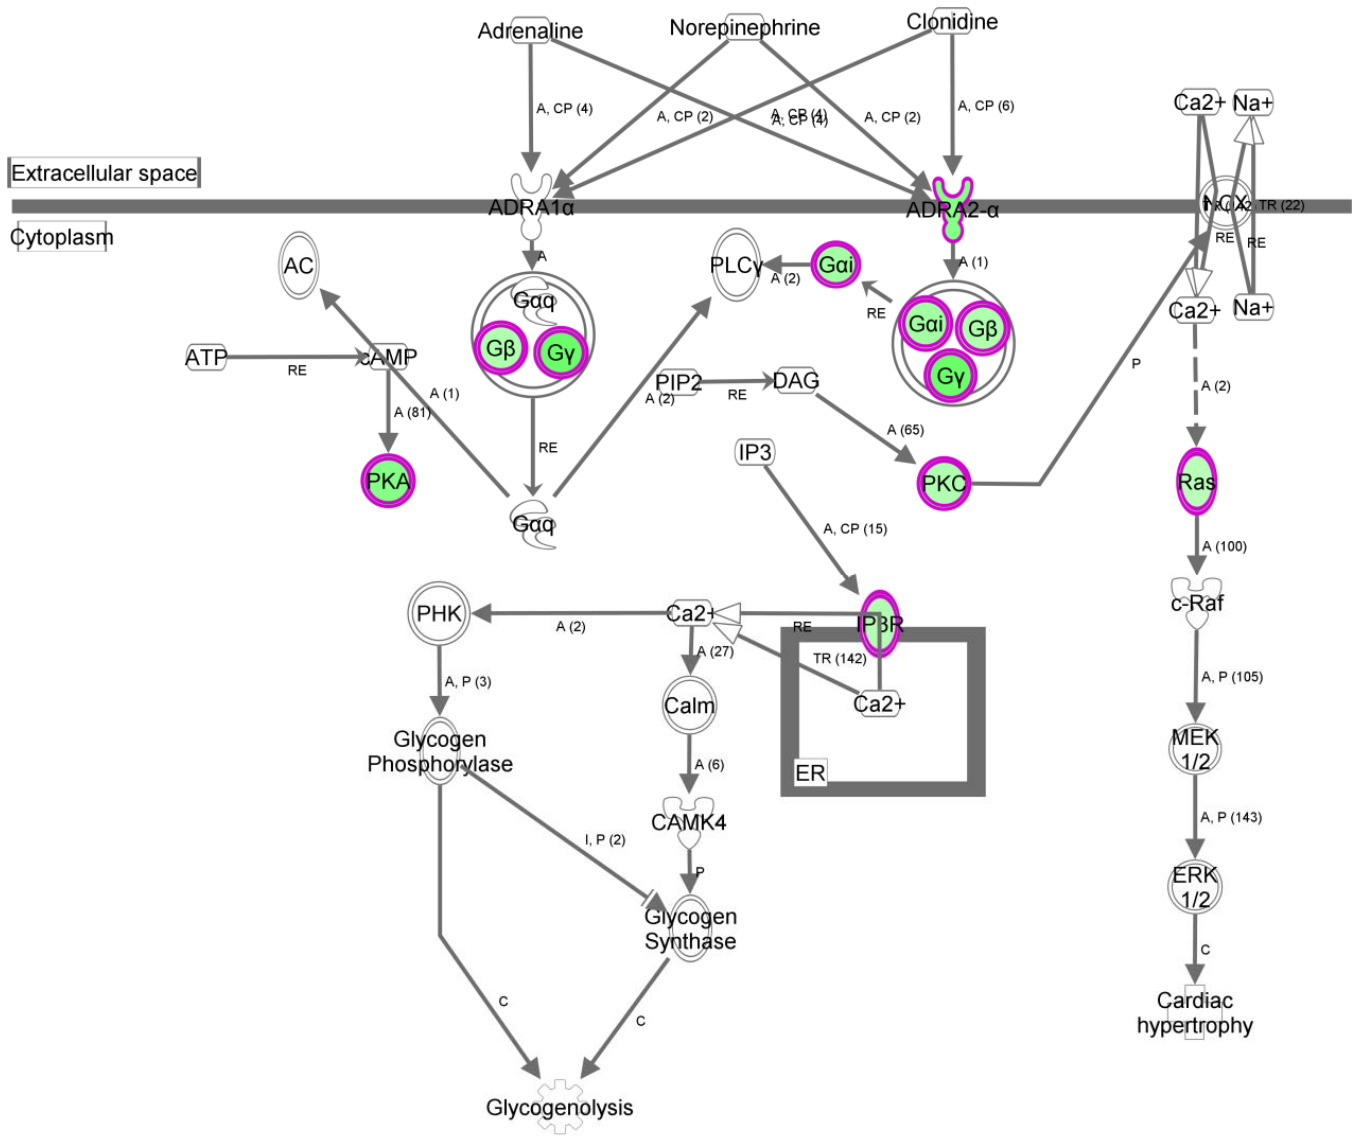 Adrenaline
Norepinephrine
Clonidine
A, CP (4)
A, CP (2)
A, CP (2)
A, CP (6)
Ca2+
Na+
Extracellular space
ADRA1α
ADRA2-α
NCX
TR (22)
Cytoplasm
RE
RE
AC
A
PLCγ
A (2)
Gαi
A (1)
Gαq
RE
Gαi
Gβ
Ca2+
Na+
Gβ
Gγ
ATP
RE
cAMP
Gγ
P
A (1)
A (2)
PIP2
RE
DAG
A (2)
A (81)
RE
A (65)
IP3
PKA
PKC
Ras
Gαq
A, CP (15)
A (100)
PHK
A (2)
Ca2+
RE
c-Raf
A (27)
TR (142)
A, P (3)
A, P (105)
Calm
Ca2+
Glycogen
Phosphorylase
MEK
1/2
A (6)
ER
CAMK4
A, P (143)
I, P (2)
P
ERK
1/2
Glycogen
Synthase
C
C
C
Cardiac
hypertrophy
Glycogenolysis